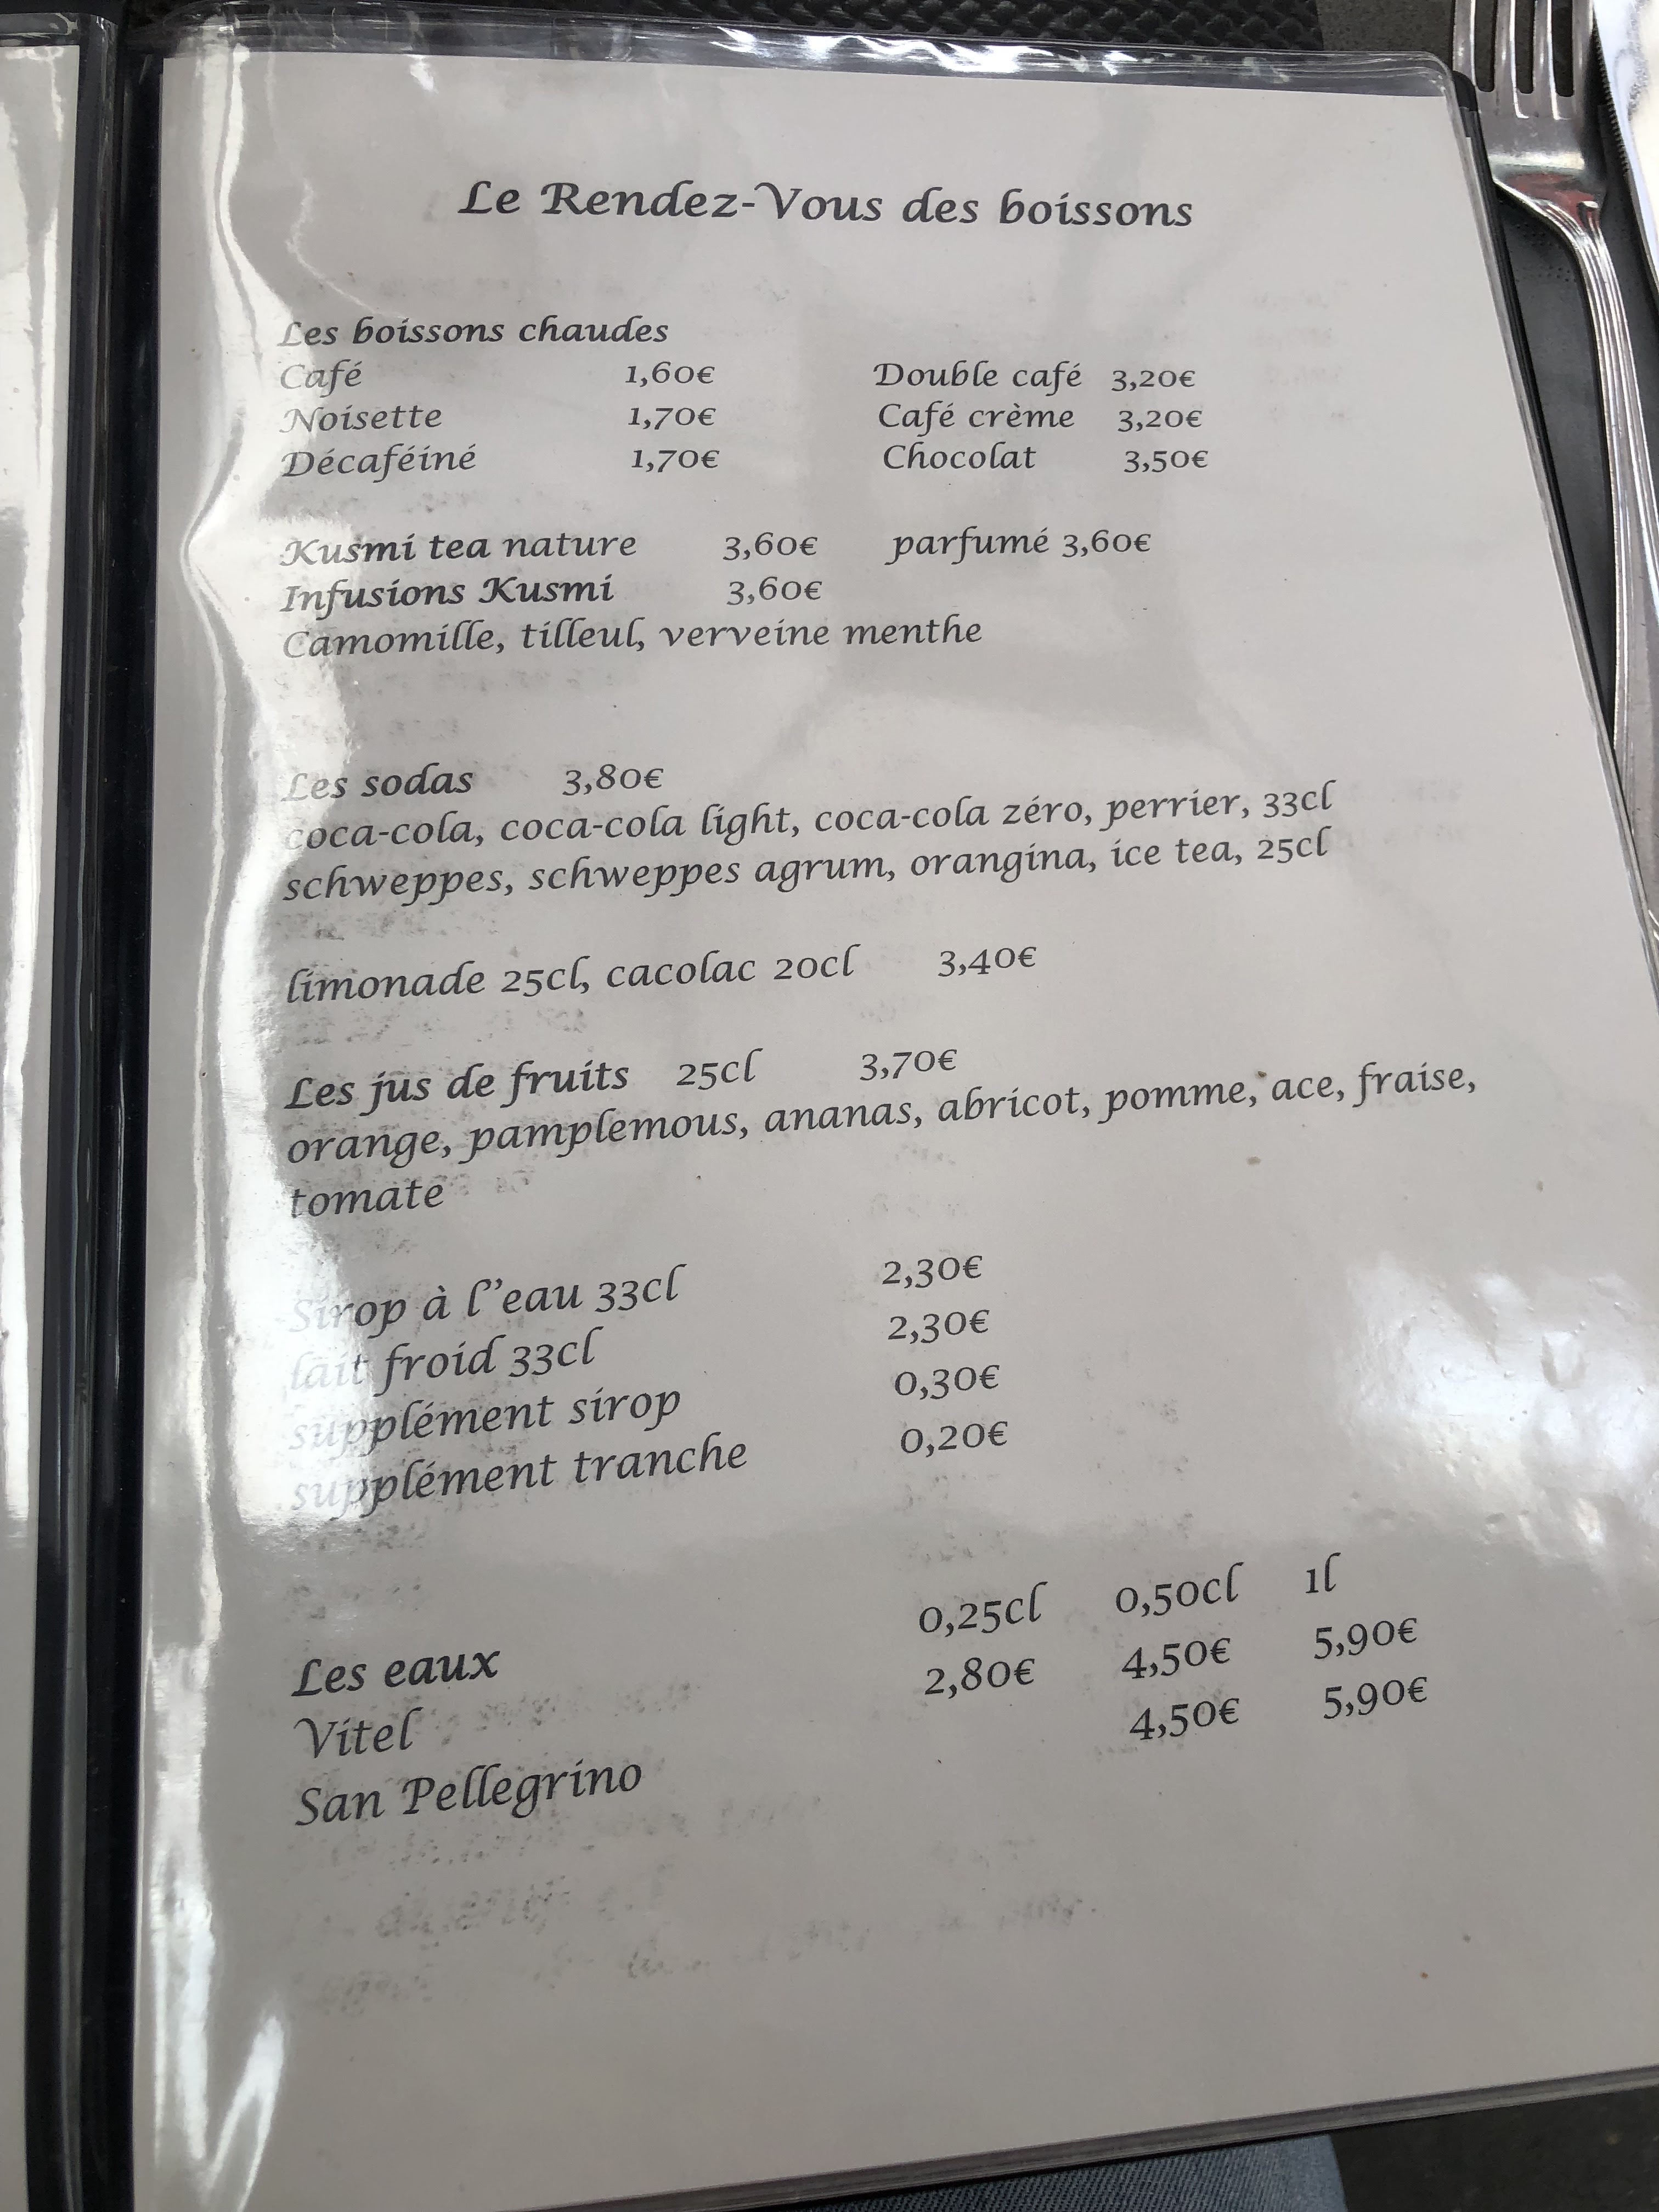 Le Rendez-Vous des boissons
Les boissons chaudes
Café 1,60€ Double café 3,20€
Noisette 1,70€ Café crème 3,20€
Décaféiné 1,70€ Chocolat 3,50€
Kusmi tea nature 3,60€ parfumé 3,60€
Infusions Kusmi 3,60€
Camomille, tilleul, verveine menthe
Les sodas 3,80€
coca-cola, coca-cola light, coca-cola zéro, perrier, 33cl
schweppes, schweppes agrum, orangina, ice tea, 25cl
limonade 25cl, cacolac 20cl 3,40€
Les jus de fruits 25cl 3,70€
orange, pamplemous, ananas, abricot, pomme, ace, fraise,
tomate
Sirop à l'eau 33cl 2,30€
lait froid 33cl 2,30€
supplément sirop 0,30€
supplément tranche 0,20€
Les eaux 0,25cl 0,50cl 1l
Vitel 2,80€ 4,50€ 5,90€
San Pellegrino 4,50€ 5,90€